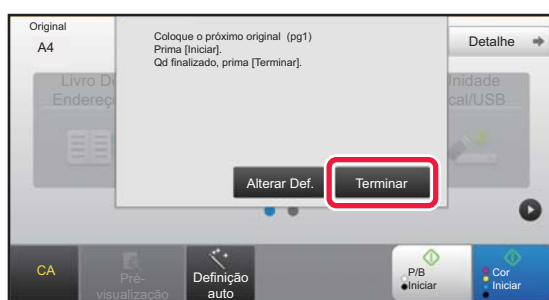 Original
A4
Coloque o próximo original (pg1)
Prima [Iniciar].
Qd finalizado, prima [Terminar].
Detalhe
Livro De
Endereç
Unidade
cal/USB
Alterar Def.
Terminar
CA
Pré-
visualização
Definição
auto
P/B
Iniciar
Cor
Iniciar